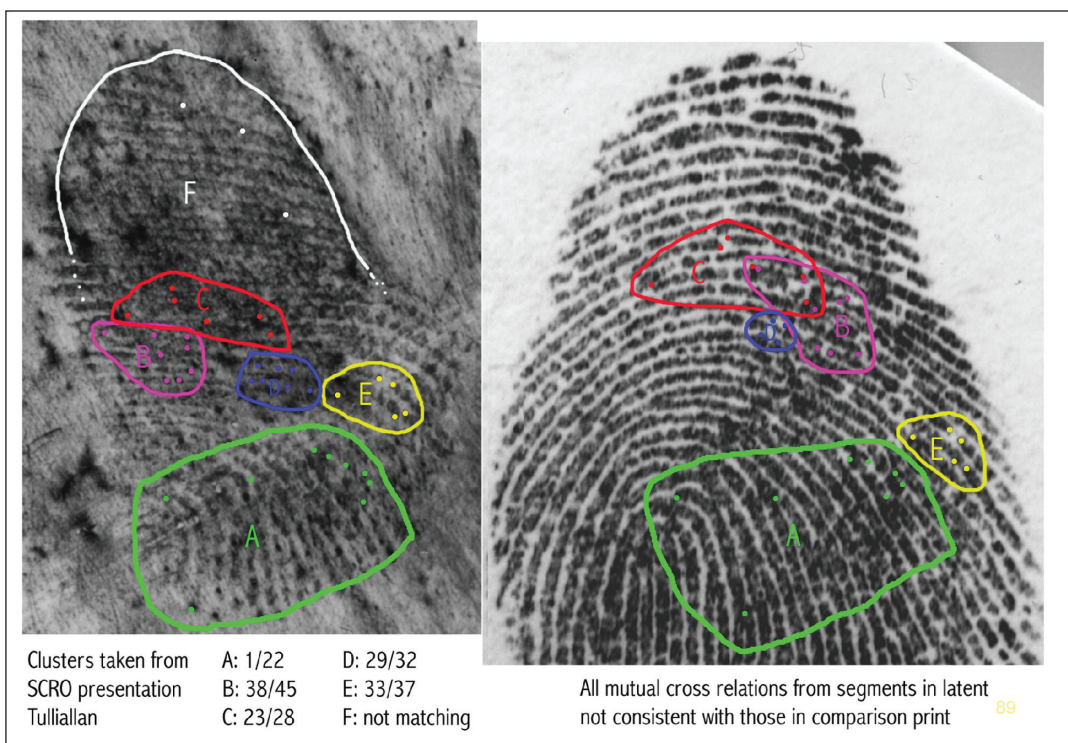 F
C
B
D
E
A
C
B
D
E
A
Clusters taken from A: 1/22 D: 29/32
SCRO presentation B: 38/45 E: 33/37
Tulliallan C: 23/28 F: not matching
All mutual cross relations from segments in latent
not consistent with those in comparison print
89